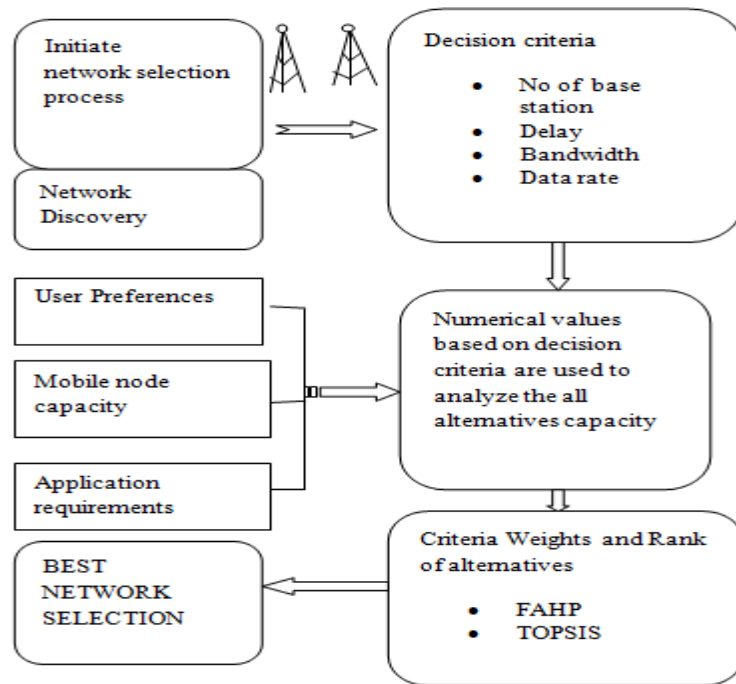 Initiate
network selection
process
Network
Discovery
Decision criteria
• No of base
station
• Delay
• Bandwidth
• Data rate
User Preferences
Mobile node
capacity
Application
requirements
Numerical values
based on decision
criteria are used to
analyze the all
alternatives capacity
Criteria Weights and Rank
of alternatives
• FAHP
• TOPSIS
BEST
NETWORK
SELECTION